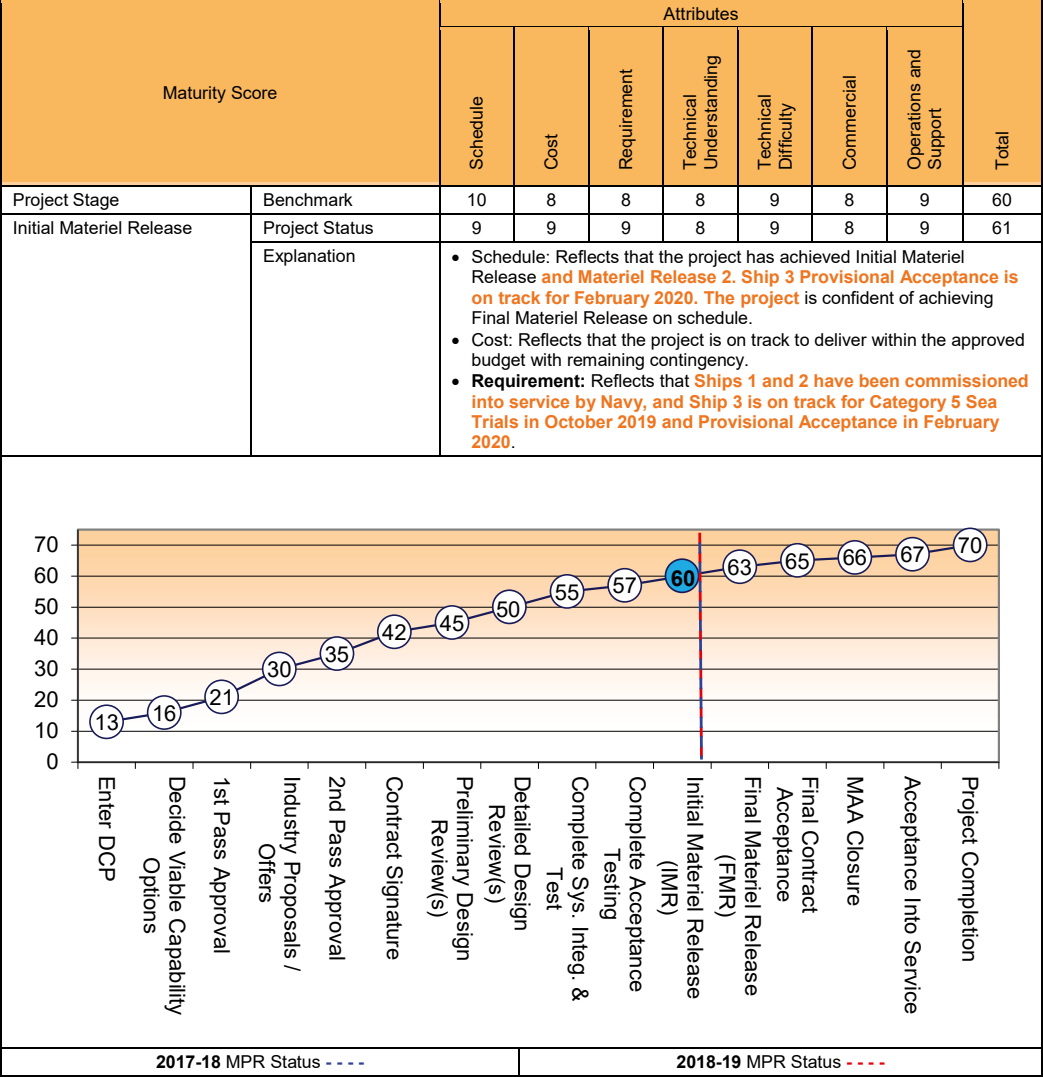 Maturity Score
Attributes
Schedule
Cost
Requirement
Technical
Understanding
Technical
Difficulty
Commercial
Operations and
Support
Total
Project Stage Benchmark 10 8 8 8 9 8 9 60
Initial Materiel Release Project Status 9 9 9 8 9 8 9 61
Explanation
• Schedule: Reflects that the project has achieved Initial Materiel
Release and Materiel Release 2. Ship 3 Provisional Acceptance is
on track for February 2020. The project is confident of achieving
Final Materiel Release on schedule.
• Cost: Reflects that the project is on track to deliver within the approved
budget with remaining contingency.
• Requirement: Reflects that Ships 1 and 2 have been commissioned
into service by Navy, and Ship 3 is on track for Category 5 Sea
Trials in October 2019 and Provisional Acceptance in February
2020.
70
60
50
40
30
20
10
0
13
16
21
30
35
42
45
50
55
57
60
63
65
66
67
70
Enter DCP
Decide Viable Capability
Options
1st Pass Approval
Industry Proposals /
Offers
2nd Pass Approval
Contract Signature
Preliminary Design
Review(s)
Detailed Design
Review(s)
Complete Sys. Integ. &
Test
Complete Acceptance
Testing
Initial Materiel Release
(IMR)
Final Materiel Release
(FMR)
Final Contract
Acceptance
MAA Closure
Acceptance Into Service
Project Completion
2017-18 MPR Status - - - -
2018-19 MPR Status - - - -